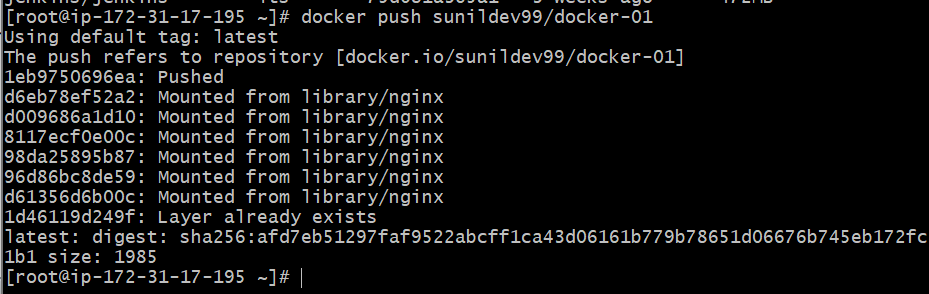 [root@ip-172-31-17-195 ~]# docker push sunildev99/docker-01
Using default tag: latest
The push refers to repository [docker.io/sunildev99/docker-01]
1eb9750696ea: Pushed
d6eb78ef52a2: Mounted from library/nginx
d009686a1d10: Mounted from library/nginx
8117ecf0e00c: Mounted from library/nginx
98da25895b87: Mounted from library/nginx
96d86bc8de59: Mounted from library/nginx
d61356d6b00c: Mounted from library/nginx
1d46119d249f: Layer already exists
latest: digest: sha256:afd7eb51297faf9522abcff1ca43d06161b779b78651d06676b745eb172fc
1b1 size: 1985
[root@ip-172-31-17-195 ~]#